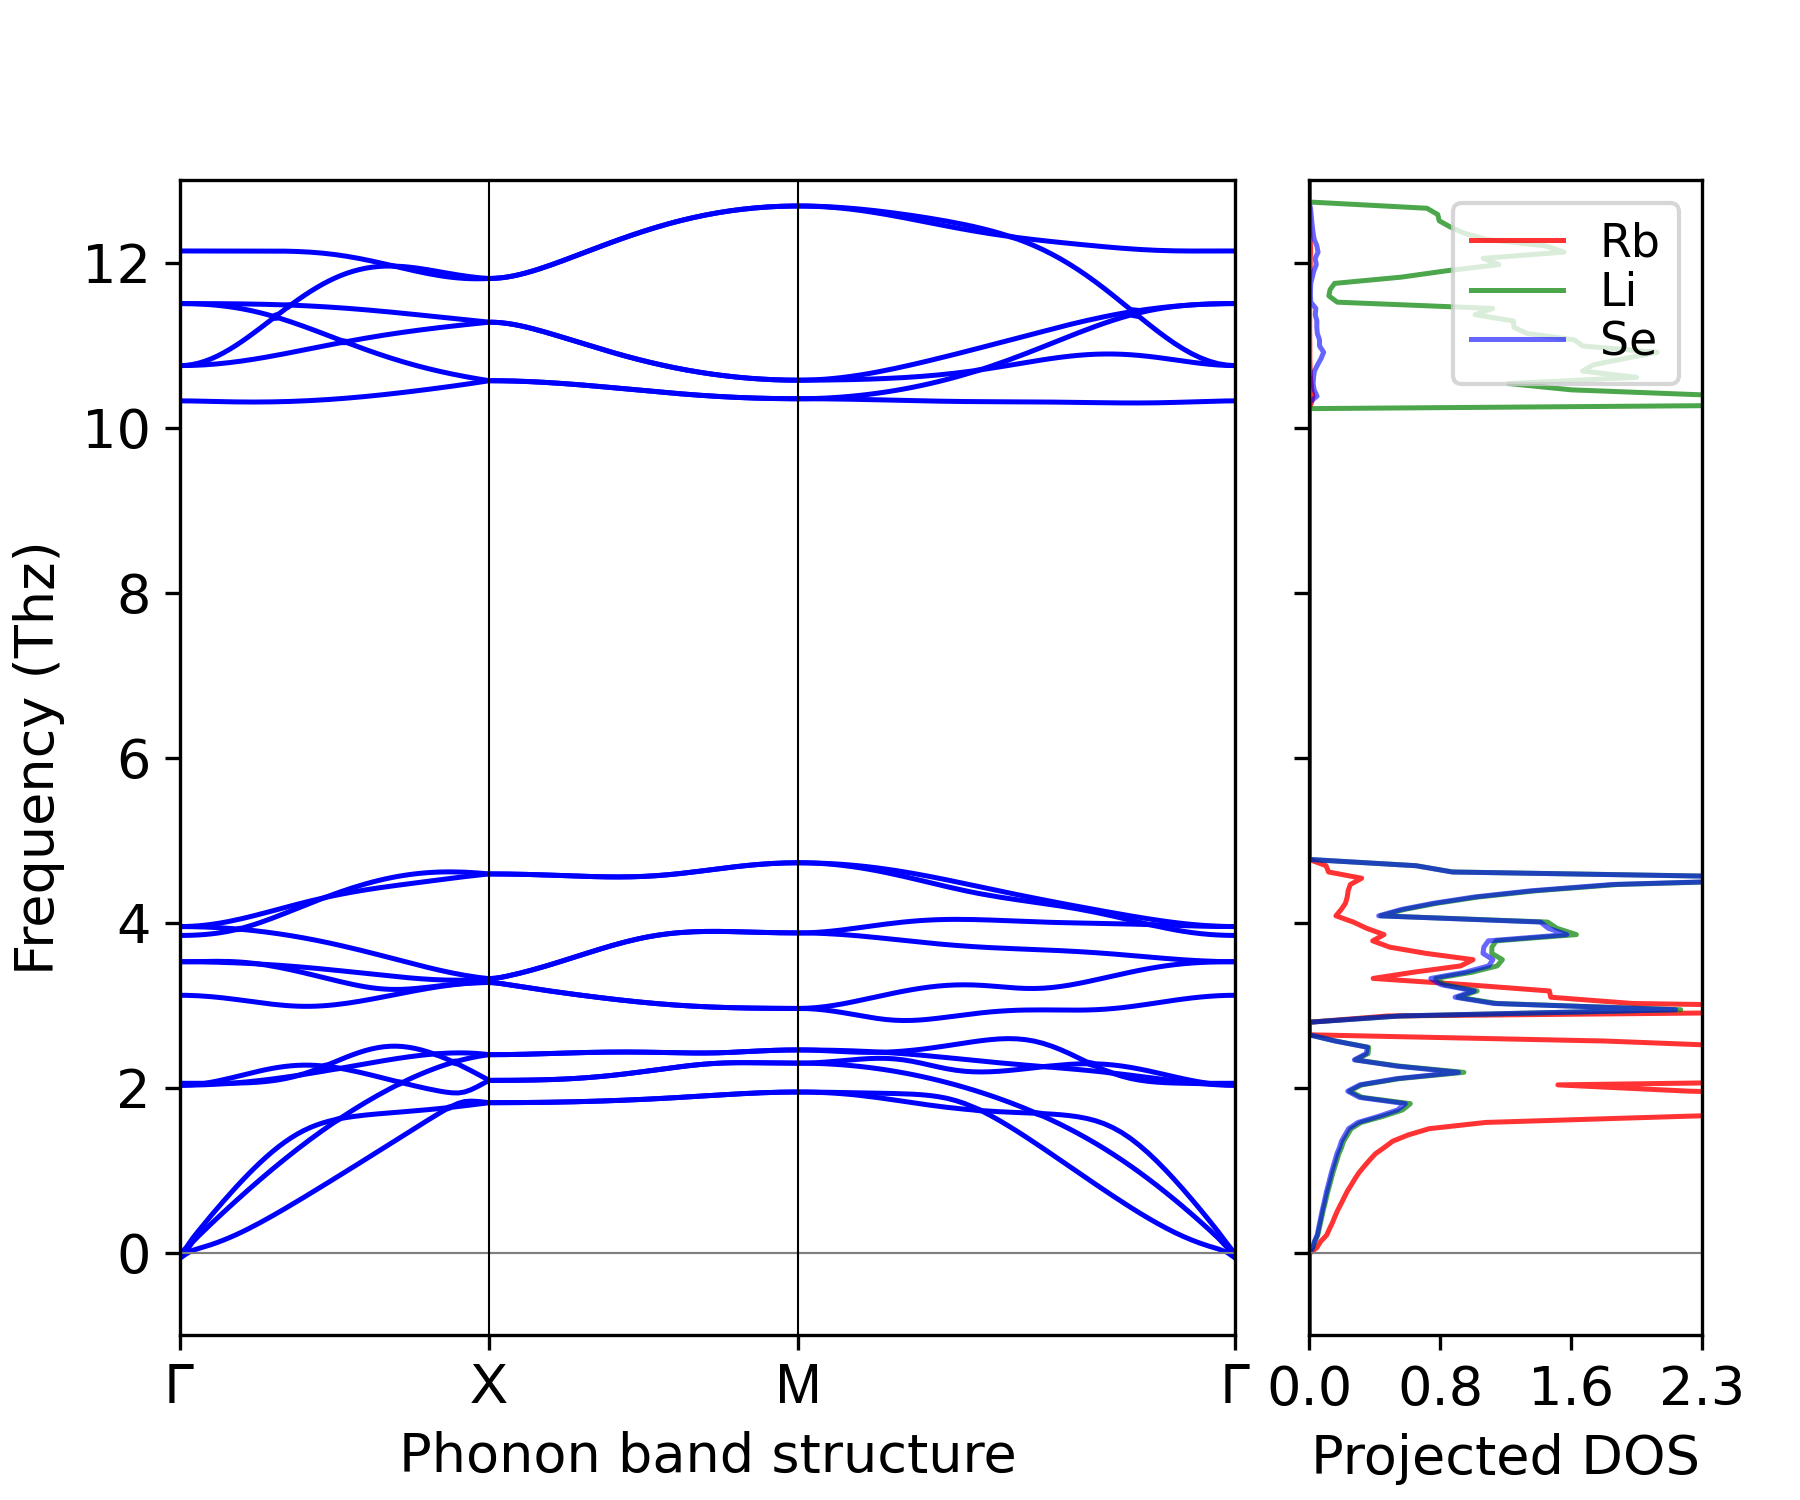 Frequency (Thz)
12
10
8
6
4
2
0
Γ X M Γ
Phonon band structure
Rb
Li
Se
0.0 0.8 1.6 2.3
Projected DOS